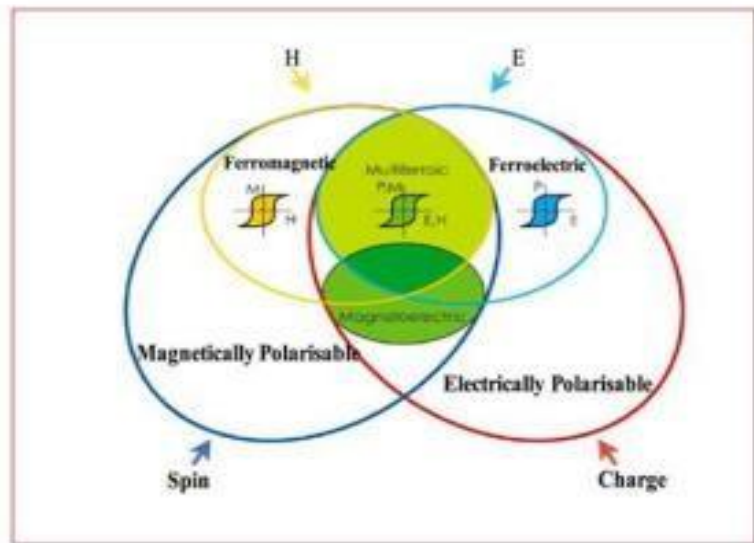 H E
Ferromagnetic Multiferroic Ferroelectric
M P,M P
H E,H E
Magnetoelectric
Magnetically Polarisable
Electrically Polarisable
Spin Charge